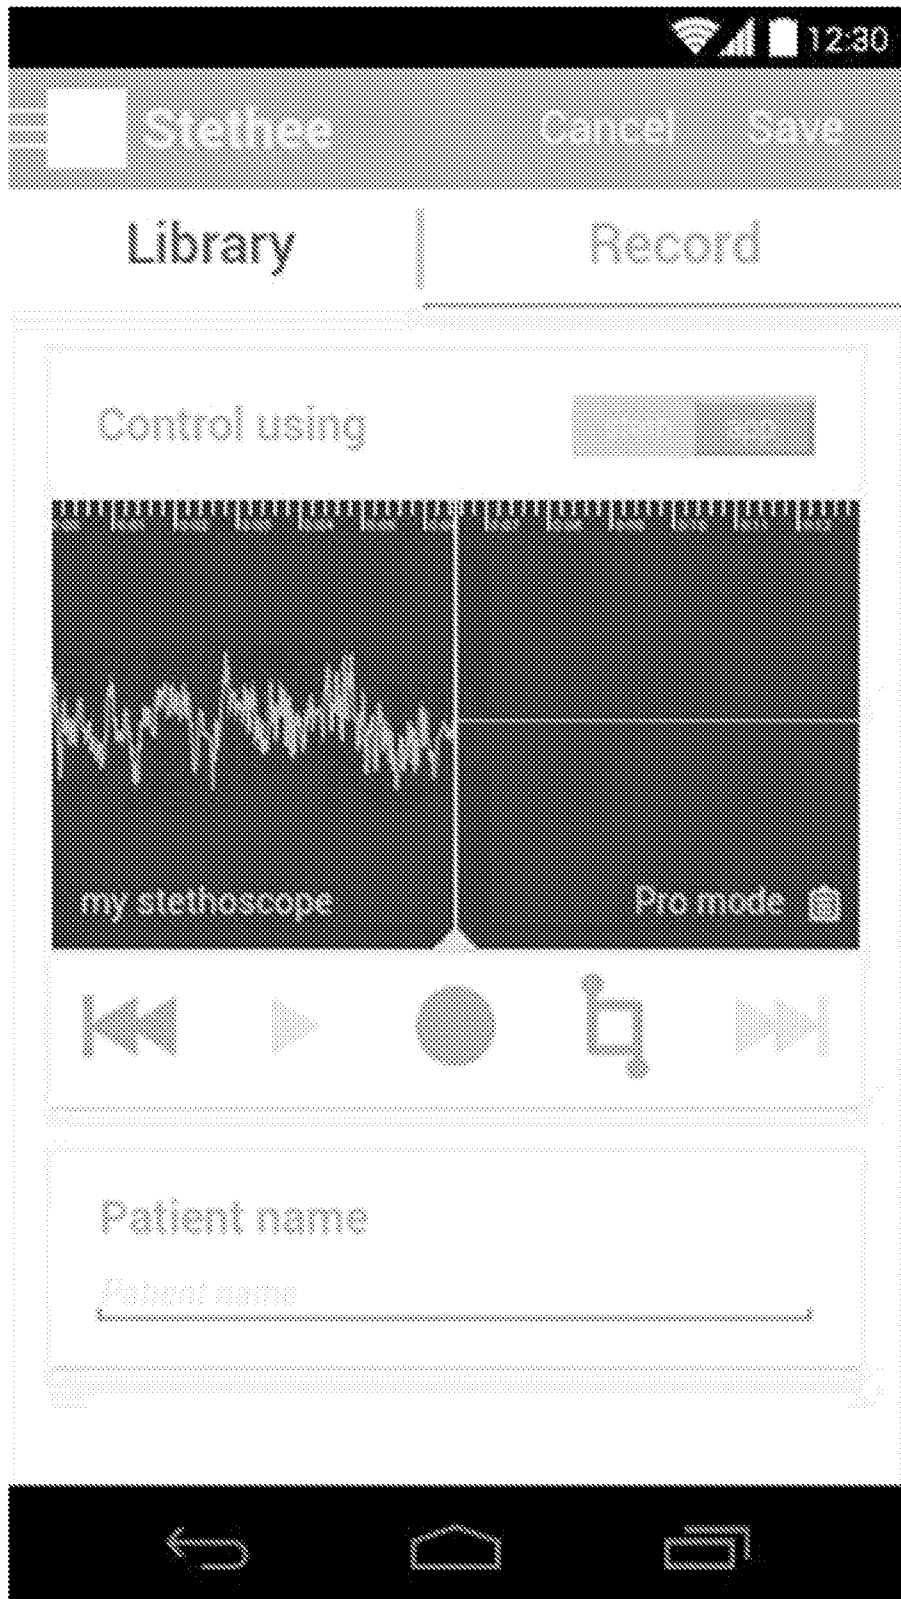 12:30
Stethee Cancel Save
Library Record
Control using
my stethoscope Pro mode
Patient name
Patient name